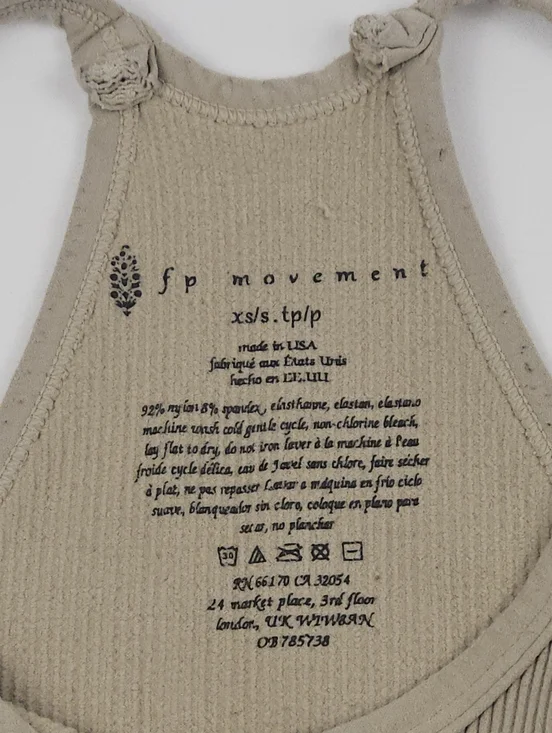 fp movement
xs/s.tp/p
made in USA
fabriqué aux États Unis
hecho en EE.UU
92% nylon 8% spandex, elasthanne, elastan, elastano
machine wash cold gentle cycle, non-chlorine bleach,
lay flat to dry, do not iron laver à la machine à l'eau
froide cycle délica, eau de Javel sans chlore, faire sécher
à plat, ne pas repasser Lavar a máquina en frío ciclo
suave, blanqueador sin cloro, coloque en plano para
secar, no planchar
30
RN 66170 CA 32054
24 market place, 3rd floor
london, UK W1W8AN
OB785738